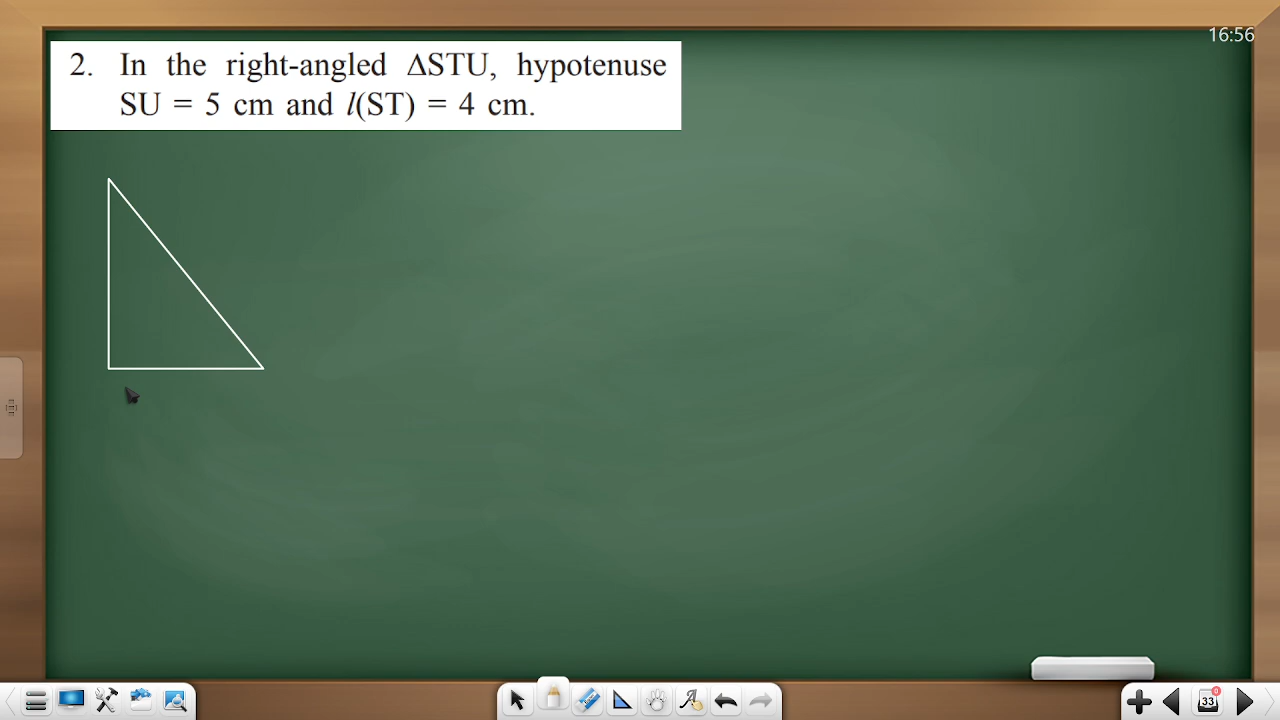 16:56
2. In the right-angled ΔSTU, hypotenuse
SU = 5 cm and l(ST) = 4 cm.
33